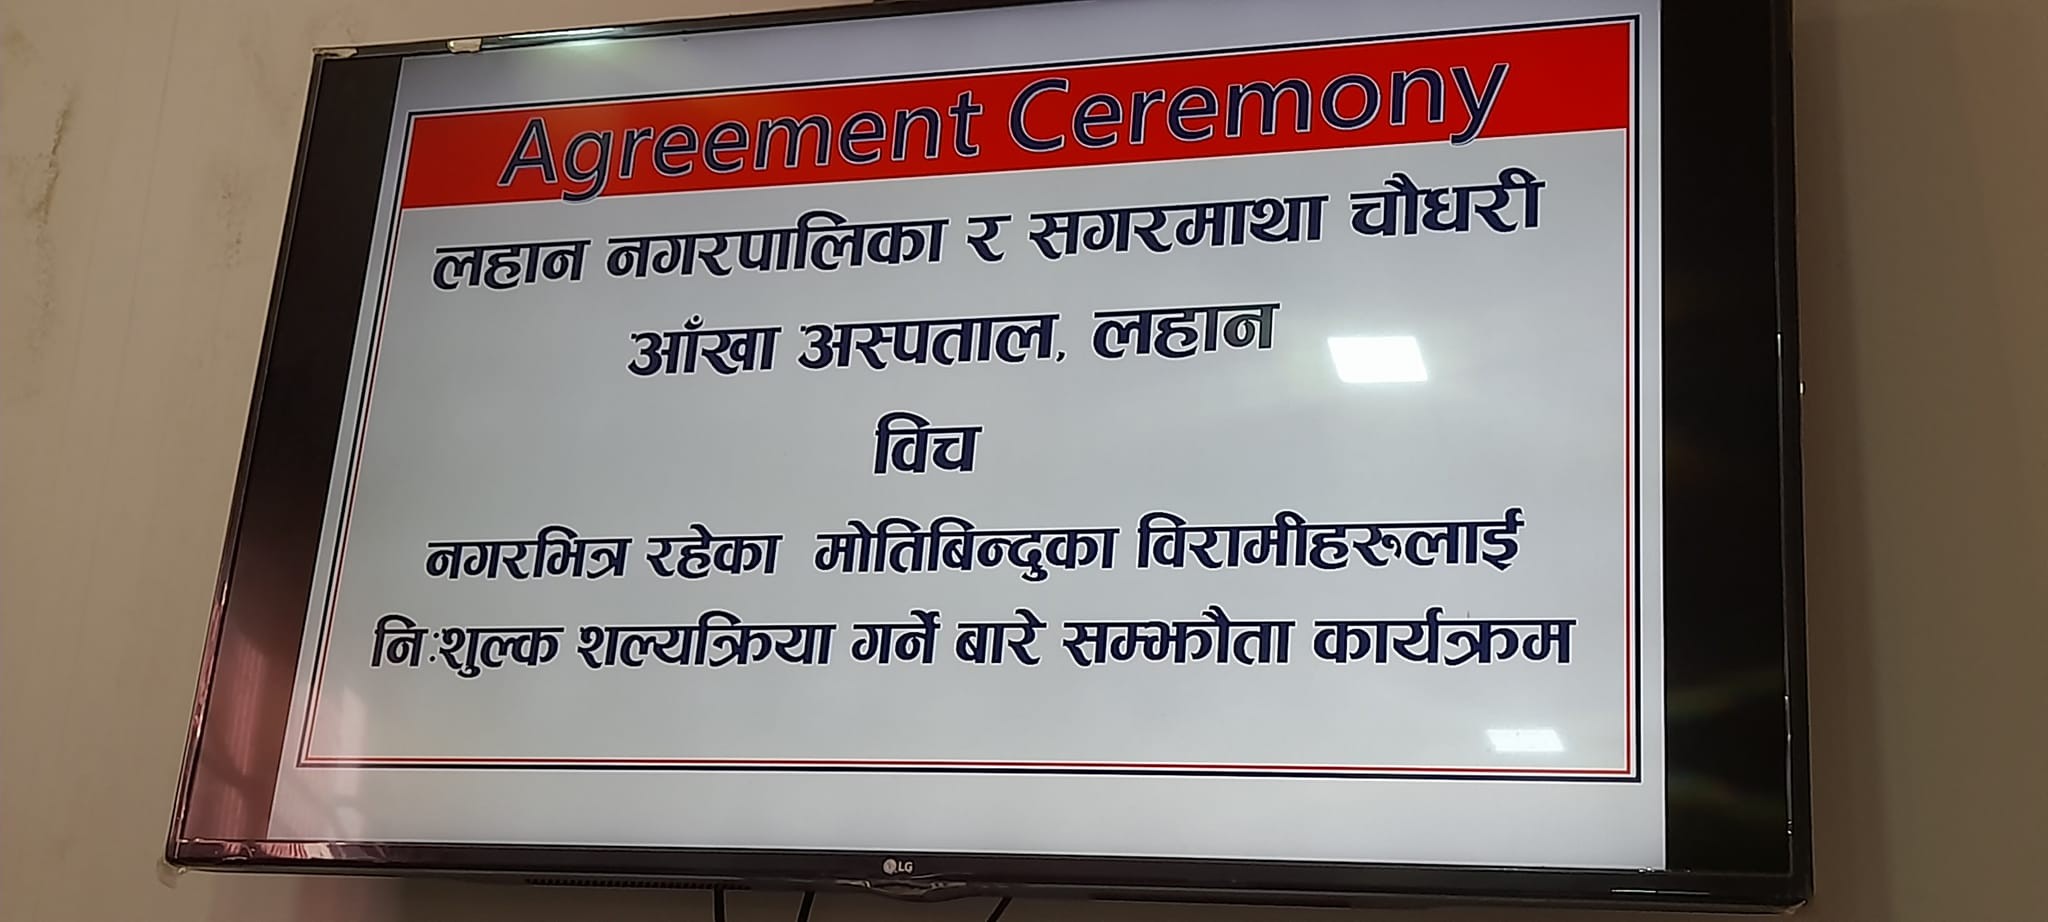 Agreement Ceremony
लहान नगरपालिका र सगरमाथा चौधरी
आँखा अस्पताल, लहान
विच
नगरभित्र रहेका मोतिबिन्दुका विरामीहरुलाई
नि:शुल्क शल्यक्रिया गर्ने बारे सम्झौता कार्यक्रम
LG